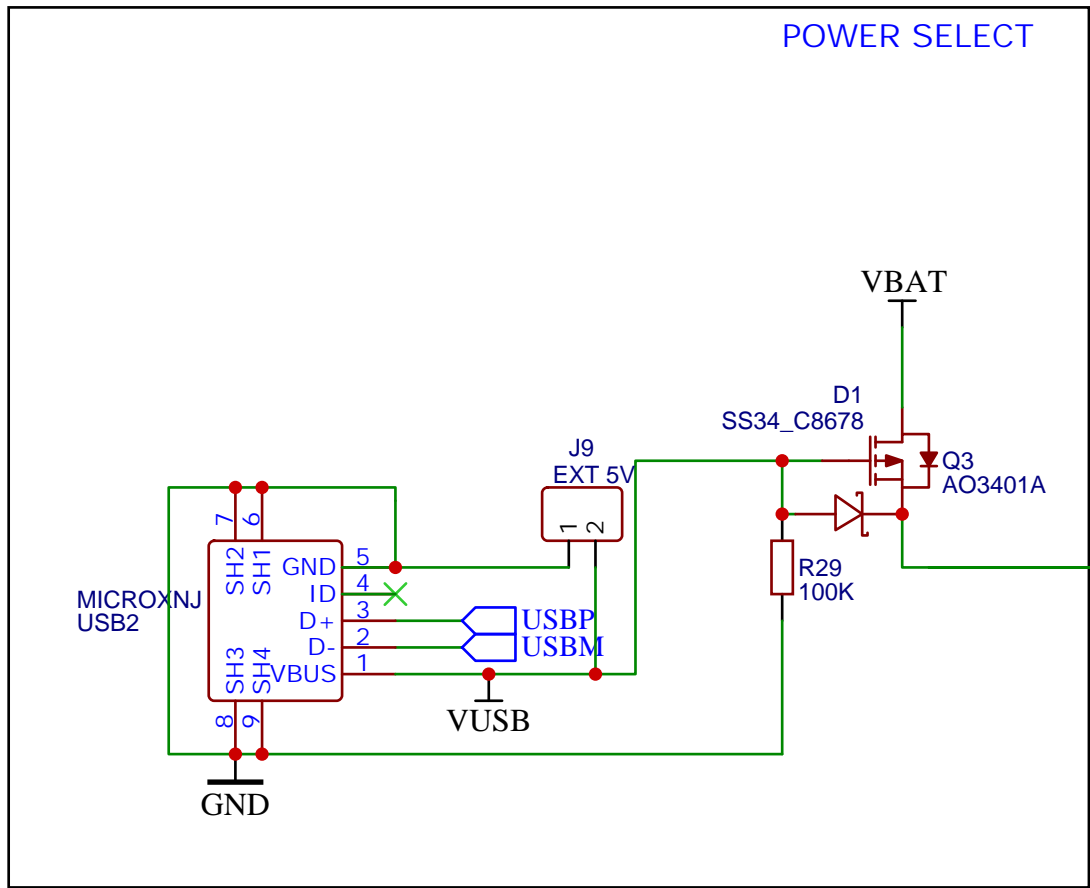 POWER SELECT
VBAT
D1
SS34_C8678
Q3
AO3401A
J9
EXT 5V
1
2
7
6
SH2
SH1
GND
5
ID
4
D+
3
D-
2
VBUS
1
SH3
SH4
8
9
MICROXNJ
USB2
USBP
USBM
R29
100K
VUSB
GND